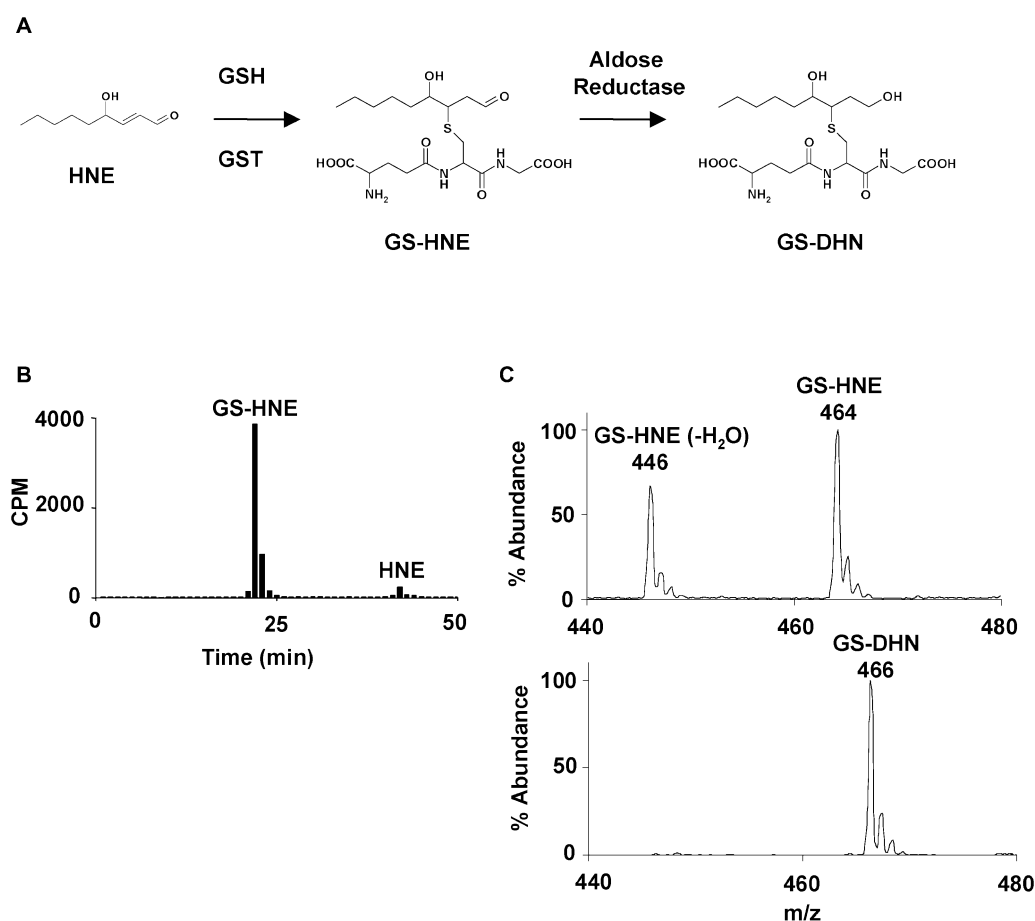 A
OH
O
HNE
GSH
GST
OH
O
S
HOOC
O
N
H
NH2
H
N
O
COOH
GS-HNE
Aldose
Reductase
OH
OH
S
HOOC
O
N
H
NH2
H
N
O
COOH
GS-DHN
B
GS-HNE
4000
2000
0
CPM
HNE
0 25 50
Time (min)
C
GS-HNE
464
GS-HNE (-H2O)
446
100
50
0
% Abundance
440 460 480
GS-DHN
466
100
50
0
% Abundance
440 460 480
m/z